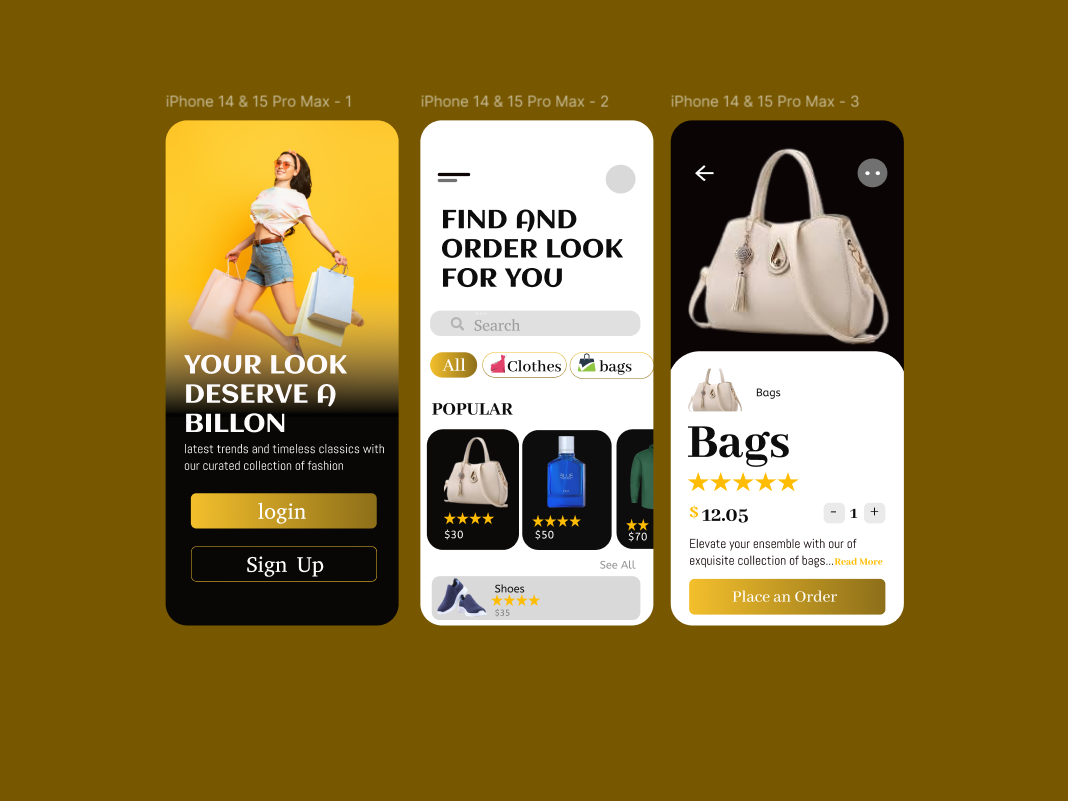 iPhone 14 & 15 Pro Max - 1
YOUR LOOK
DESERVE A
BILLON
latest trends and timeless classics with
our curated collection of fashion
login
Sign Up
iPhone 14 & 15 Pro Max - 2
FIND AND
ORDER LOOK
FOR YOU
Search
All
Clothes
bags
POPULAR
BLUE
$30
$50
$70
See All
Shoes
$35
iPhone 14 & 15 Pro Max - 3
Bags
Bags
$ 12.05
- 1 +
Elevate your ensemble with our of
exquisite collection of bags...Read More
Place an Order